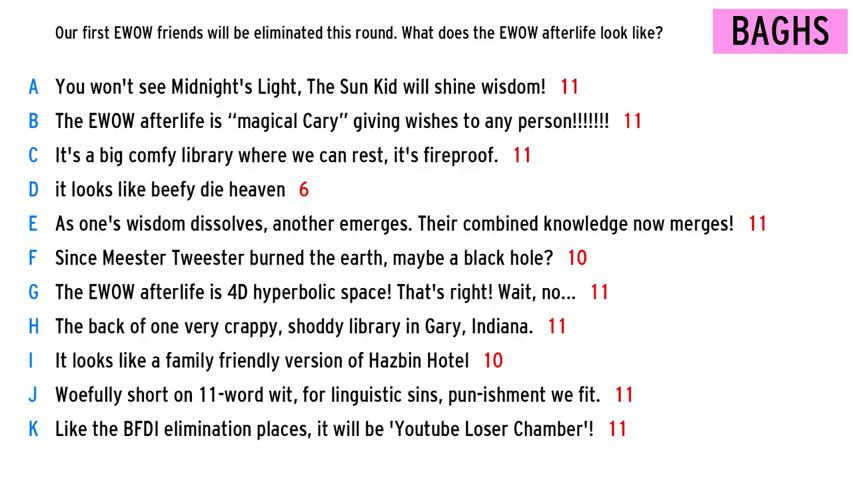 Our first EWOW friends will be eliminated this round. What does the EWOW afterlife look like?
BAGHS
A You won't see Midnight's Light, The Sun Kid will shine wisdom! 11
B The EWOW afterlife is “magical Cary” giving wishes to any person!!!!!!! 11
C It's a big comfy library where we can rest, it's fireproof. 11
D it looks like beefy die heaven 6
E As one's wisdom dissolves, another emerges. Their combined knowledge now merges! 11
F Since Meester Tweester burned the earth, maybe a black hole? 10
G The EWOW afterlife is 4D hyperbolic space! That's right! Wait, no... 11
H The back of one very crappy, shoddy library in Gary, Indiana. 11
I It looks like a family friendly version of Hazbin Hotel 10
J Woefully short on 11-word wit, for linguistic sins, pun-ishment we fit. 11
K Like the BFDI elimination places, it will be 'Youtube Loser Chamber'! 11